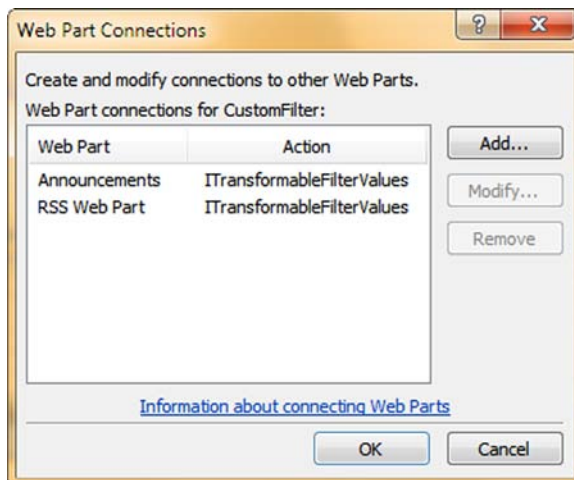 Web Part Connections
?
X
Create and modify connections to other Web Parts.
Web Part connections for CustomFilter:
Web Part Action
Announcements ITransformableFilterValues
RSS Web Part ITransformableFilterValues
Add...
Modify...
Remove
Information about connecting Web Parts
OK Cancel